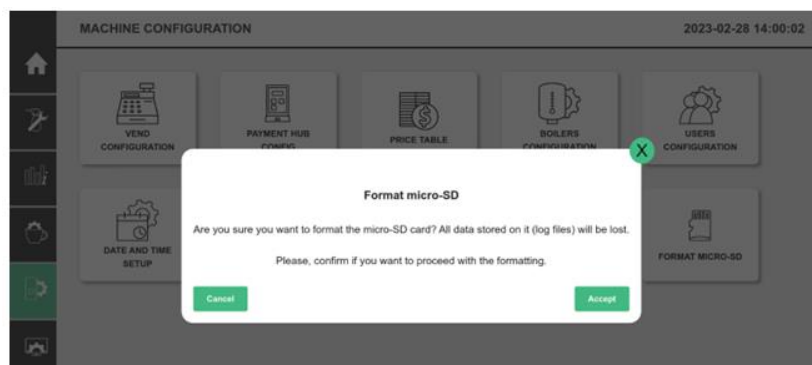 MACHINE CONFIGURATION
2023-02-28 14:00:02
VEND
CONFIGURATION
PAYMENT HUB
CONFIG
PRICE TABLE
BOILERS
CONFIGURATION
USERS
CONFIGURATION
X
Format micro-SD
Are you sure you want to format the micro-SD card? All data stored on it (log files) will be lost.
Please, confirm if you want to proceed with the formatting.
DATE AND TIME
SETUP
FORMAT MICRO-SD
Cancel
Accept